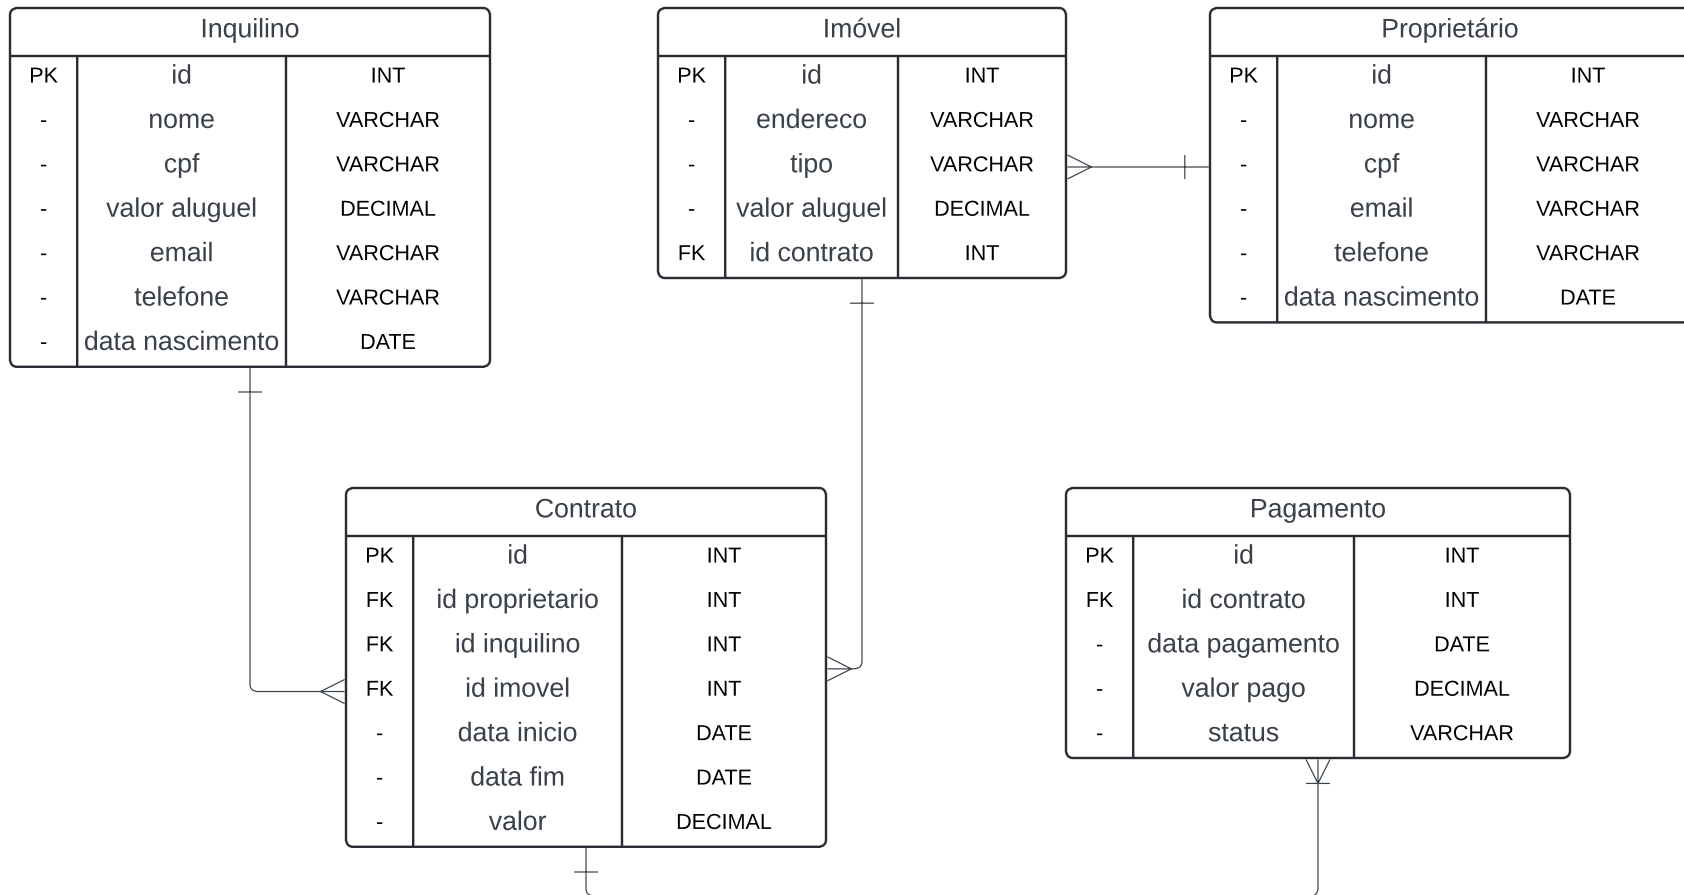 Inquilino
PK id INT
- nome VARCHAR
- cpf VARCHAR
- valor aluguel DECIMAL
- email VARCHAR
- telefone VARCHAR
- data nascimento DATE
Imóvel
PK id INT
- endereco VARCHAR
- tipo VARCHAR
- valor aluguel DECIMAL
FK id contrato INT
Proprietário
PK id INT
- nome VARCHAR
- cpf VARCHAR
- email VARCHAR
- telefone VARCHAR
- data nascimento DATE
Contrato
PK id INT
FK id proprietario INT
FK id inquilino INT
FK id imovel INT
- data inicio DATE
- data fim DATE
- valor DECIMAL
Pagamento
PK id INT
FK id contrato INT
- data pagamento DATE
- valor pago DECIMAL
- status VARCHAR